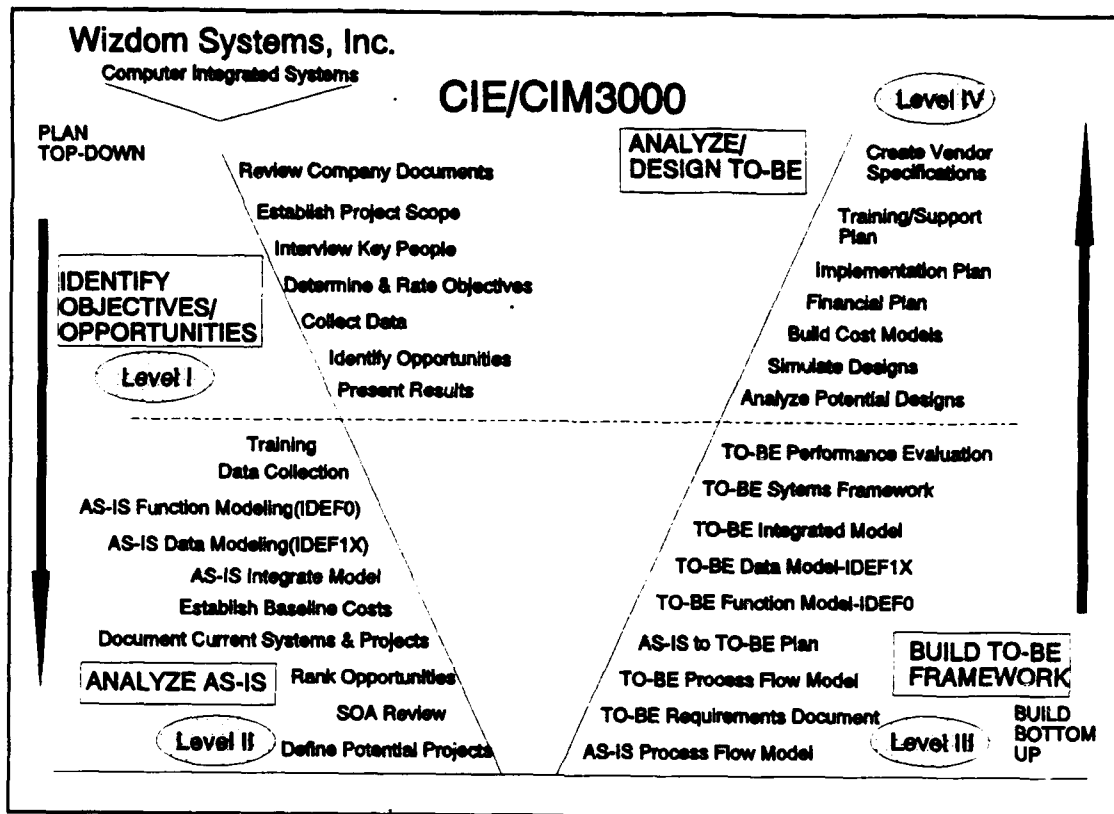 Wizdom Systems, Inc.
Computer Integrated Systems
CIE/CIM3000
PLAN
TOP-DOWN
IDENTIFY
OBJECTIVES/
OPPORTUNITIES
Level I
Review Company Documents
Establish Project Scope
Interview Key People
Determine & Rate Objectives
Collect Data
Identify Opportunities
Present Results
Training
Data Collection
AS-IS Function Modeling(IDEF0)
AS-IS Data Modeling(IDEF1X)
AS-IS Integrate Model
Establish Baseline Costs
Document Current Systems & Projects
ANALYZE AS-IS
Rank Opportunities
SOA Review
Level II
Define Potential Projects
Level IV
ANALYZE/
DESIGN TO-BE
Create Vendor
Specifications
Training/Support
Plan
Implementation Plan
Financial Plan
Build Cost Models
Simulate Designs
Analyze Potential Designs
TO-BE Performance Evaluation
TO-BE Sytems Framework
TO-BE Integrated Model
TO-BE Data Model-IDEF1X
TO-BE Function Model-IDEF0
AS-IS to TO-BE Plan
TO-BE Process Flow Model
TO-BE Requirements Document
AS-IS Process Flow Model
BUILD TO-BE
FRAMEWORK
Level III
BUILD
BOTTOM
UP